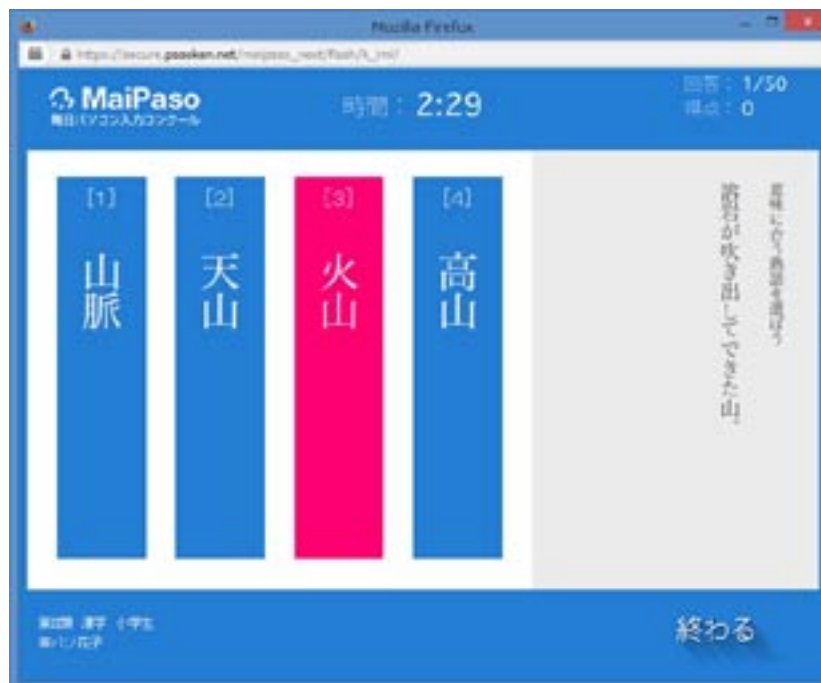 Mozilla Firefox
MaiPaso
毎日パソコン入力コンクール
時間：2:29
回答：1/50
得点：0
[1]
山脈
[2]
天山
[3]
火山
[4]
高山
意味に合う熟語を選ぼう
溶岩が吹き出してできた山。
終わる